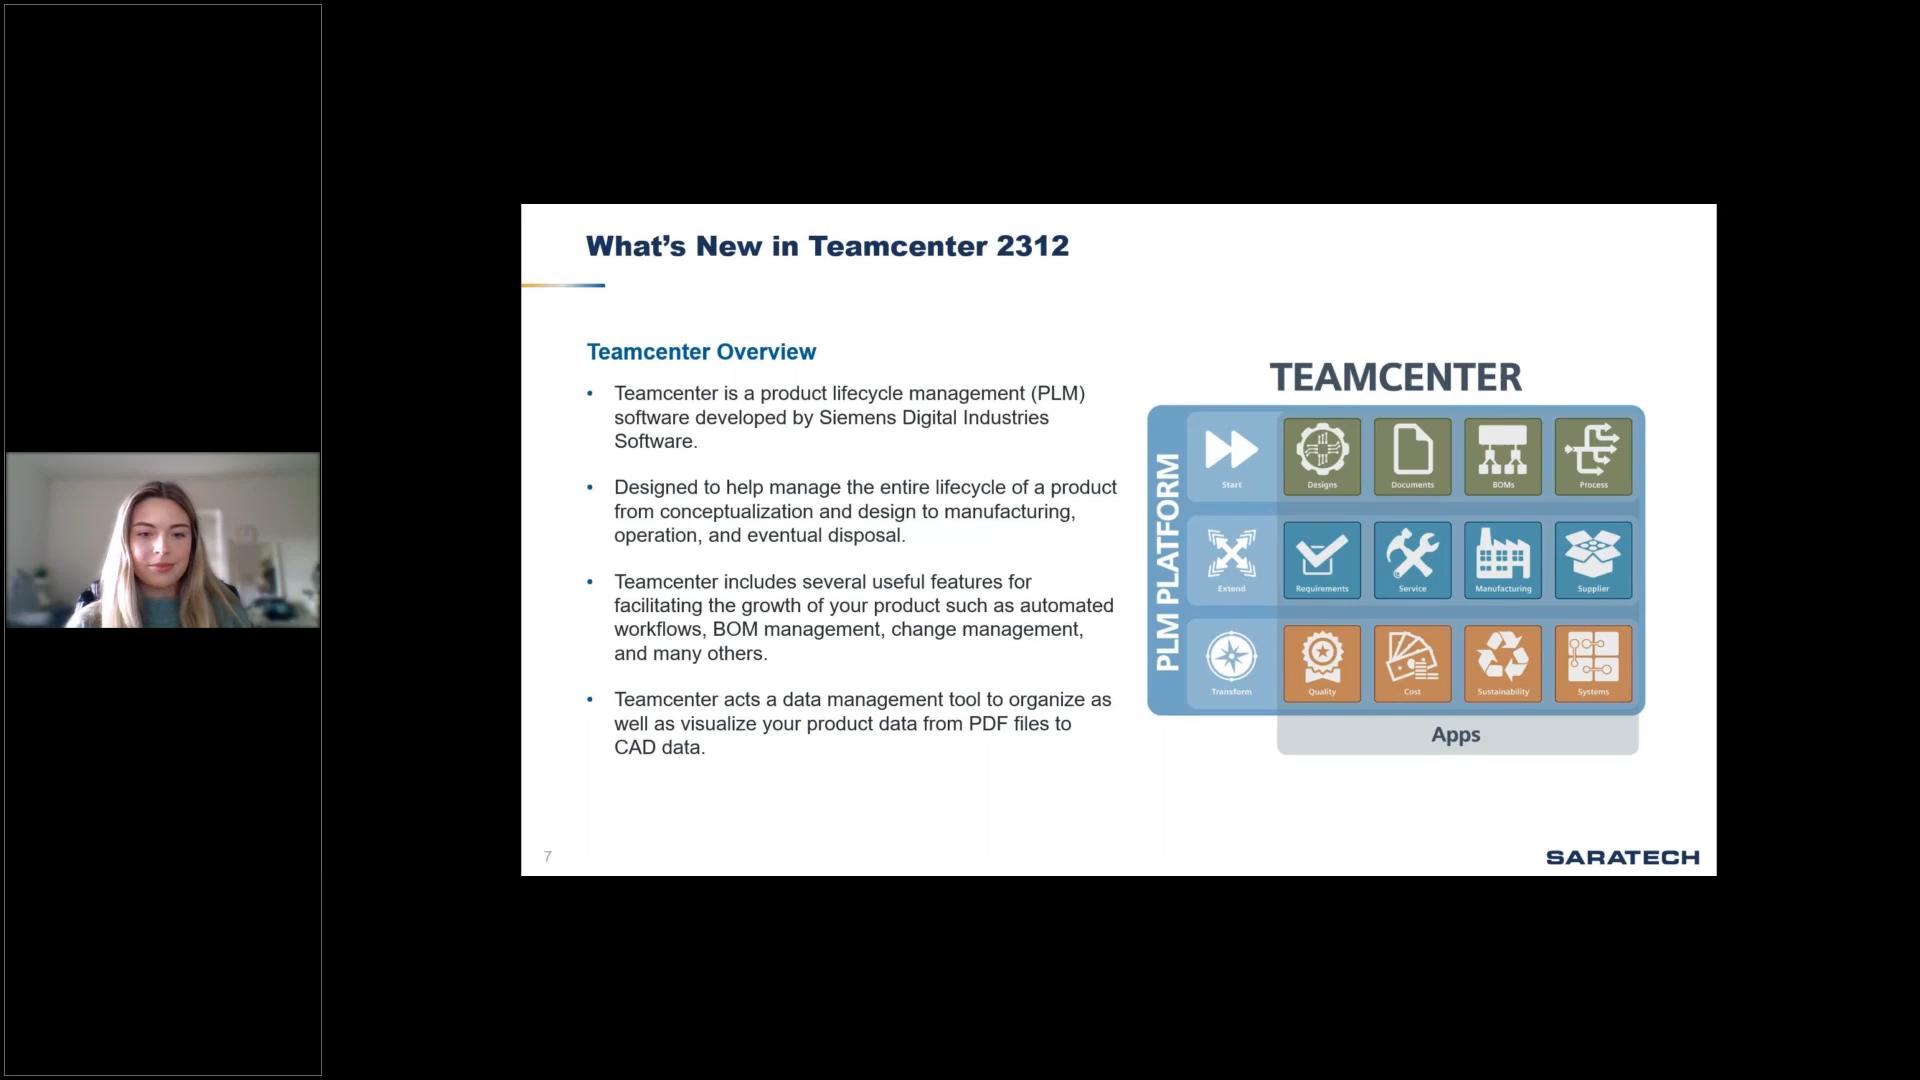 What's New in Teamcenter 2312
Teamcenter Overview
• Teamcenter is a product lifecycle management (PLM)
software developed by Siemens Digital Industries
Software.
• Designed to help manage the entire lifecycle of a product
from conceptualization and design to manufacturing,
operation, and eventual disposal.
• Teamcenter includes several useful features for
facilitating the growth of your product such as automated
workflows, BOM management, change management,
and many others.
• Teamcenter acts a data management tool to organize as
well as visualize your product data from PDF files to
CAD data.
TEAMCENTER
PLM PLATFORM
Start
Designs
Documents
BOMs
Process
Extend
Requirements
Service
Manufacturing
Supplier
Transform
Quality
Cost
Sustainability
Systems
Apps
7
SARATECH